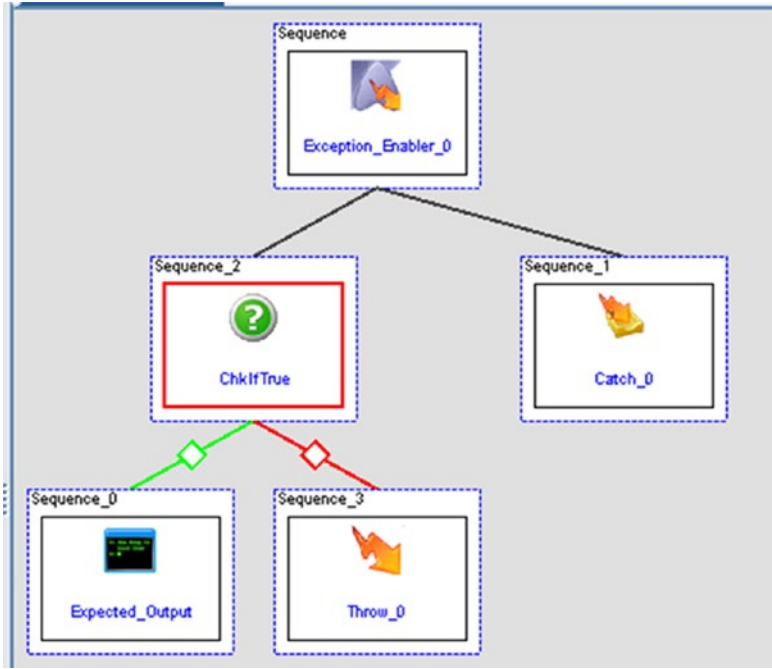 Sequence
Exception_Enabler_0
Sequence_2
ChkIfTrue
Sequence_1
Catch_0
Sequence_0
Expected_Output
Sequence_3
Throw_0